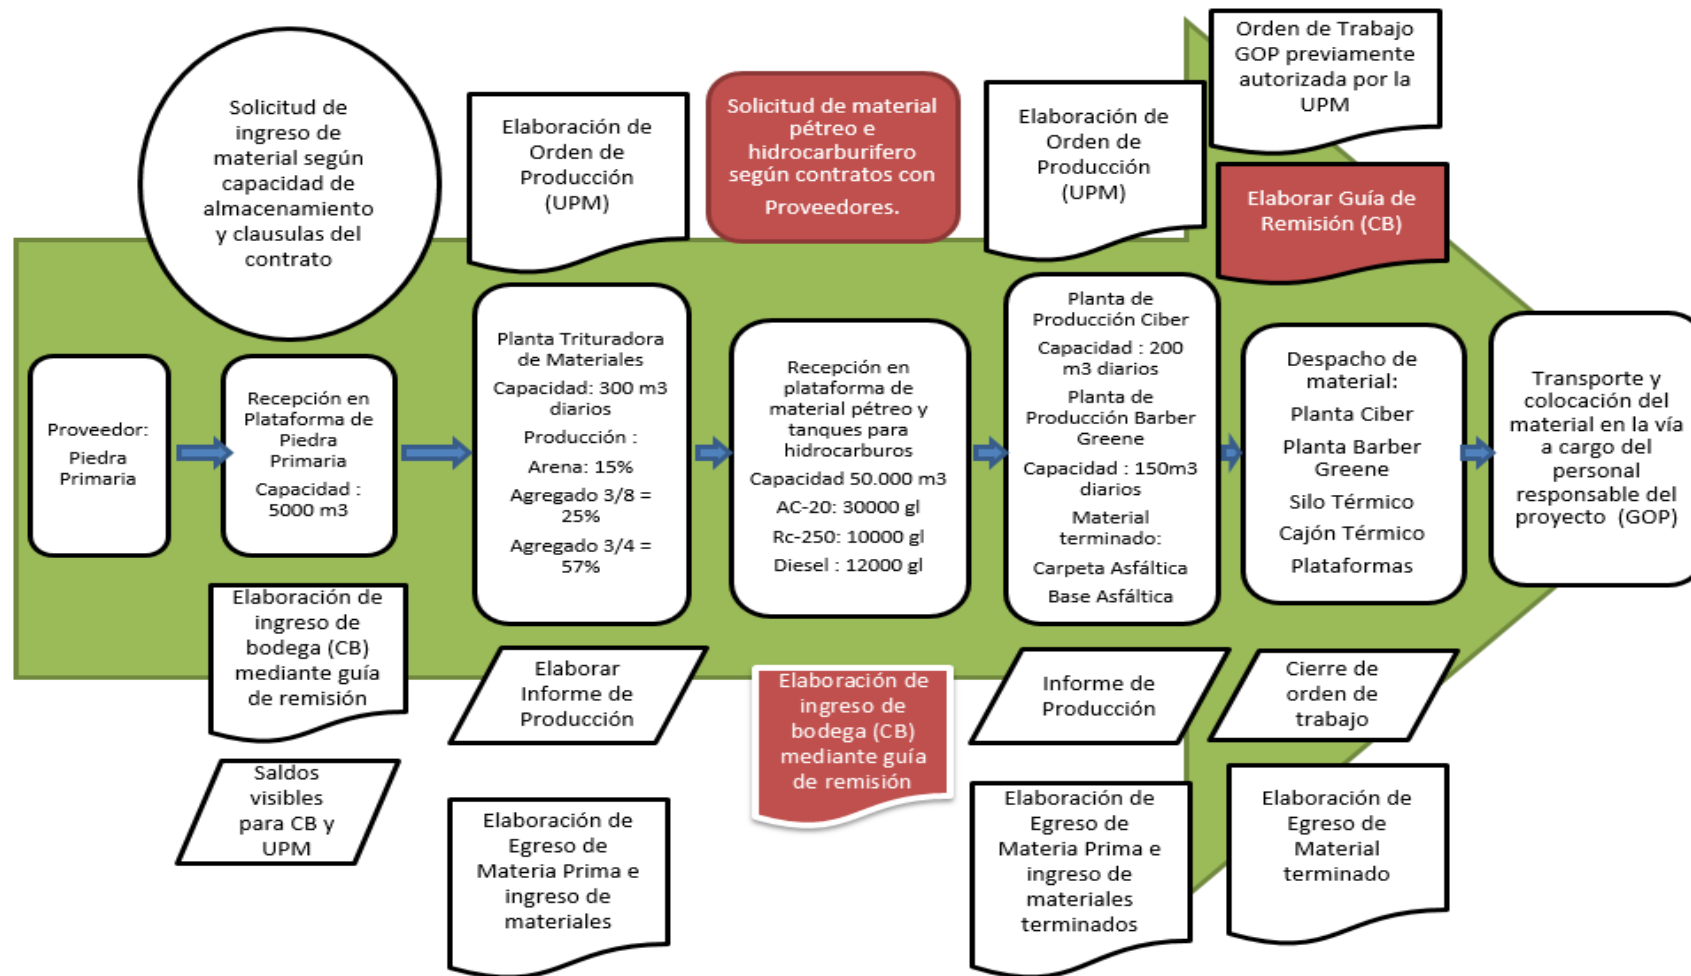 Solicitud de
ingreso de
material según
capacidad de
almacenamiento
y clausulas del
contrato
Elaboración de
Orden de
Producción
(UPM)
Solicitud de material
pétreo e
hidrocarburifero
según contratos con
Proveedores.
Elaboración de
Orden de
Producción
(UPM)
Orden de Trabajo
GOP previamente
autorizada por la
UPM
Elaborar Guía de
Remisión (CB)
Proveedor:
Piedra
Primaria
Recepción en
Plataforma de
Piedra
Primaria
Capacidad :
5000 m3
Planta Trituradora
de Materiales
Capacidad: 300 m3
diarios
Producción :
Arena: 15%
Agregado 3/8 =
25%
Agregado 3/4 =
57%
Recepción en
plataforma de
material pétreo y
tanques para
hidrocarburos
Capacidad 50.000 m3
AC-20: 30000 gl
Rc-250: 10000 gl
Diesel : 12000 gl
Planta de
Producción Ciber
Capacidad : 200
m3 diarios
Planta de
Producción Barber
Greene
Capacidad : 150m3
diarios
Material
terminado:
Carpeta Asfáltica
Base Asfáltica
Despacho de
material:
Planta Ciber
Planta Barber
Greene
Silo Térmico
Cajón Térmico
Plataformas
Transporte y
colocación del
material en la vía
a cargo del
personal
responsable del
proyecto (GOP)
Elaboración de
ingreso de
bodega (CB)
mediante guía
de remisión
Saldos
visibles
para CB y
UPM
Elaborar
Informe de
Producción
Elaboración de
Egreso de
Materia Prima e
ingreso de
materiales
Elaboración de
ingreso de
bodega (CB)
mediante guía
de remisión
Informe de
Producción
Elaboración de
Egreso de
Materia Prima e
ingreso de
materiales
terminados
Cierre de
orden de
trabajo
Elaboración de
Egreso de
Material
terminado